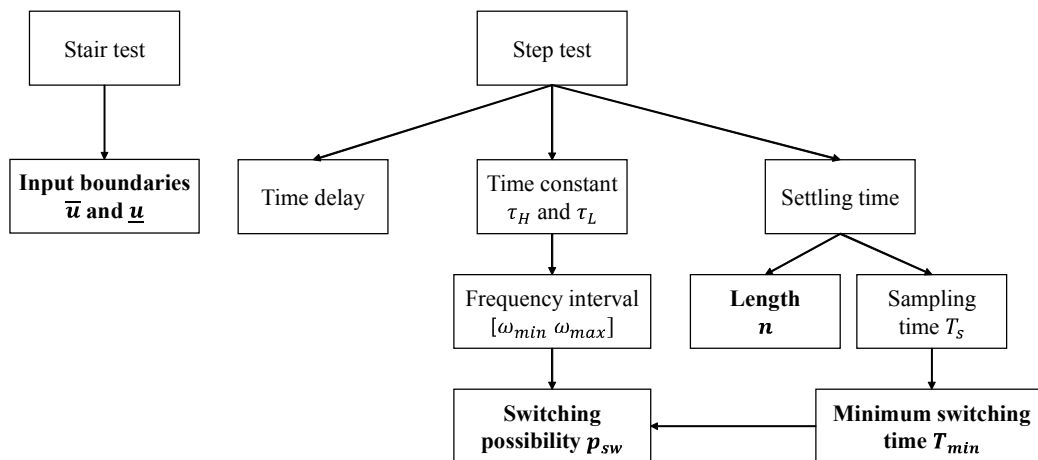 Stair test
Step test
Input boundaries
u̅ and u̲
Time delay
Time constant
τ_H and τ_L
Settling time
Frequency interval
[ω_min ω_max]
Length
n
Sampling
time T_s
Switching
possibility p_sw
Minimum switching
time T_min